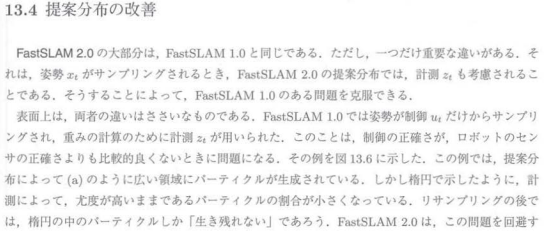 13.4 提案分布の改善
FastSLAM 2.0 の大部分は，FastSLAM 1.0 と同じである．ただし，一つだけ重要な違いがある．そ
れは，姿勢 xt がサンプリングされるとき，FastSLAM 2.0 の提案分布では，計測 zt も考慮されるこ
とである．そうすることによって，FastSLAM 1.0 のある問題を克服できる．
表面上は，両者の違いはささいなものである．FastSLAM 1.0 では姿勢が制御 ut だけからサンプリ
ングされ，重みの計算のために計測 zt が用いられた．このことは，制御の正確さが，ロボットのセン
サの正確さよりも比較的良くないときに問題になる．その例を図 13.6 に示した．この例では，提案分
布によって (a) のように広い領域にパーティクルが生成されている．しかし楕円で示したように，計
測によって，尤度が高いままであるパーティクルの割合が小さくなっている．リサンプリングの後で
は，楕円の中のパーティクルしか「生き残れない」であろう．FastSLAM 2.0 は，この問題を回避す